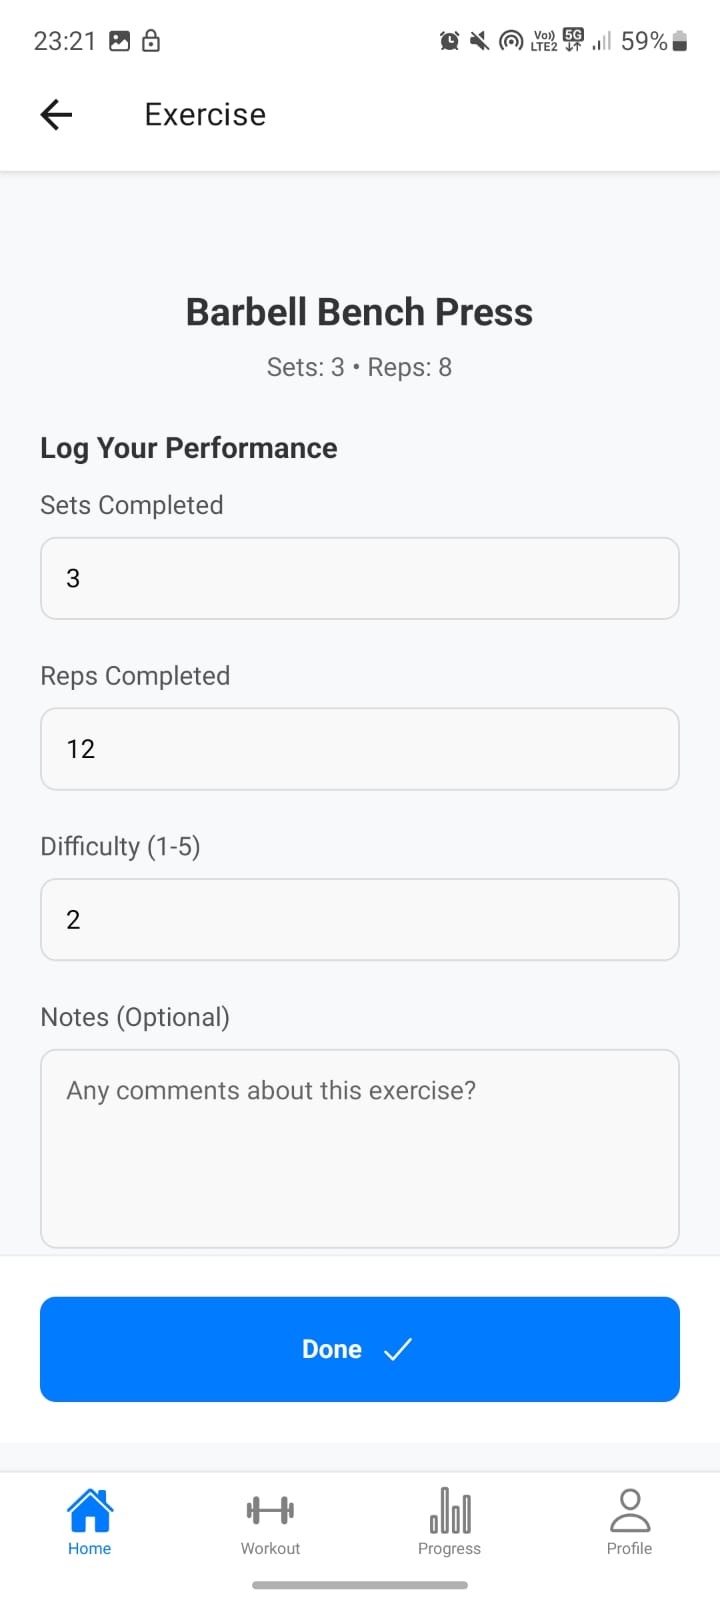 23:21
Vo)) LTE2 5G 59%
Exercise
Barbell Bench Press
Sets: 3 • Reps: 8
Log Your Performance
Sets Completed
3
Reps Completed
12
Difficulty (1-5)
2
Notes (Optional)
Any comments about this exercise?
Done
Home
Workout
Progress
Profile